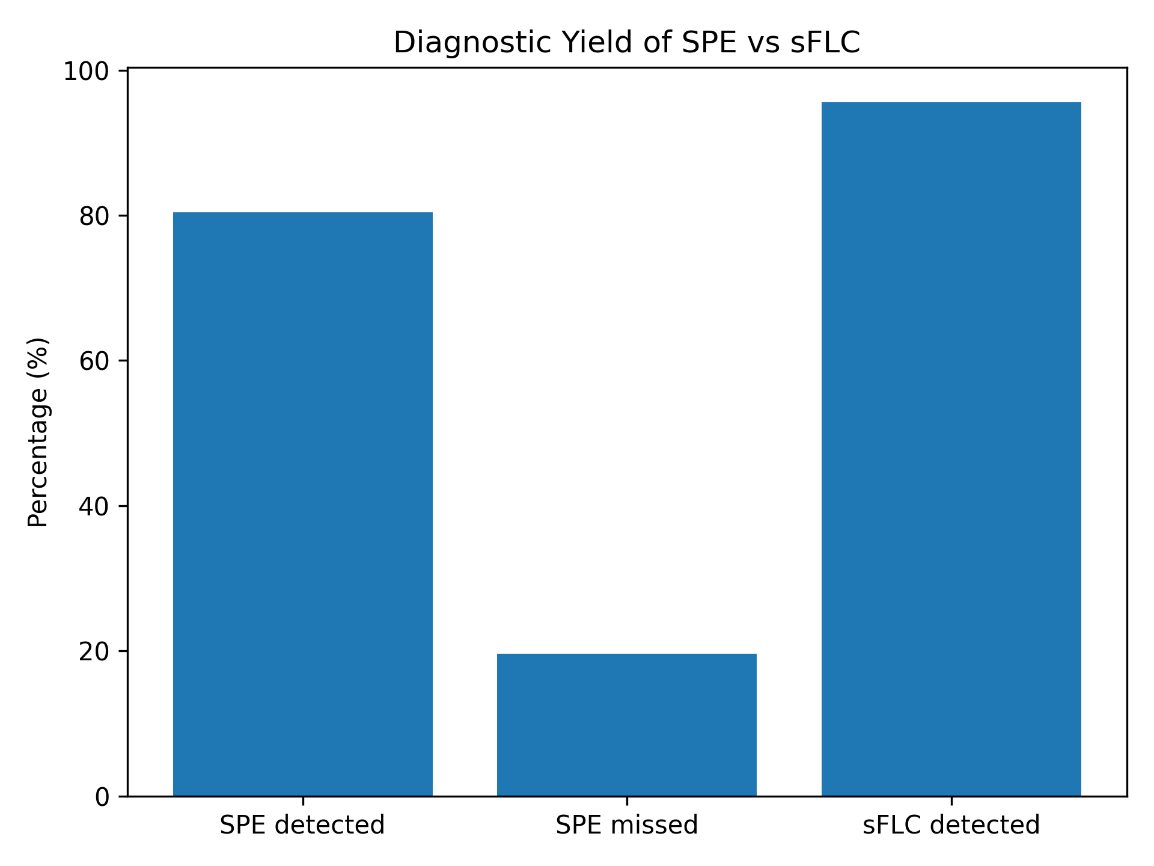 Diagnostic Yield of SPE vs sFLC
100
80
60
40
20
0
Percentage (%)
SPE detected
SPE missed
sFLC detected